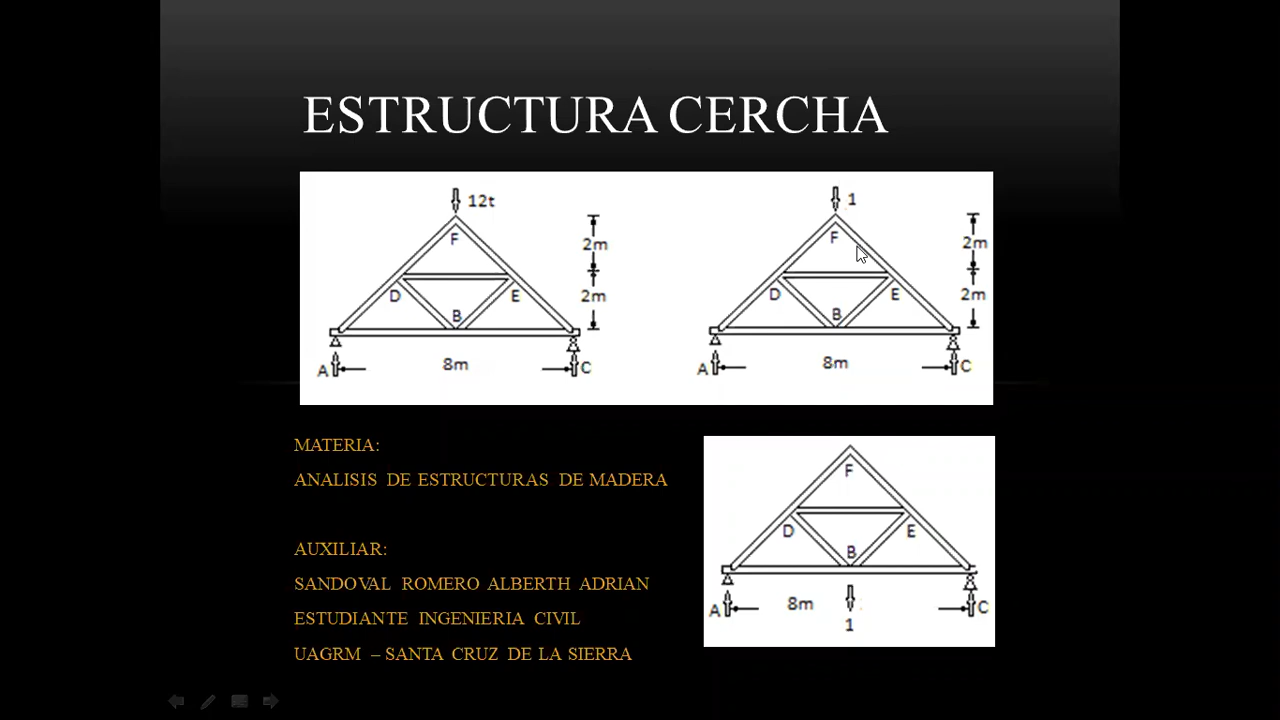 ESTRUCTURA CERCHA
12t
F
D
E
B
A
8m
C
2m
2m
1
F
D
E
B
A
8m
C
2m
2m
MATERIA:
ANALISIS DE ESTRUCTURAS DE MADERA
AUXILIAR:
SANDOVAL ROMERO ALBERTH ADRIAN
ESTUDIANTE INGENIERIA CIVIL
UAGRM – SANTA CRUZ DE LA SIERRA
F
D
E
B
A
8m
C
1